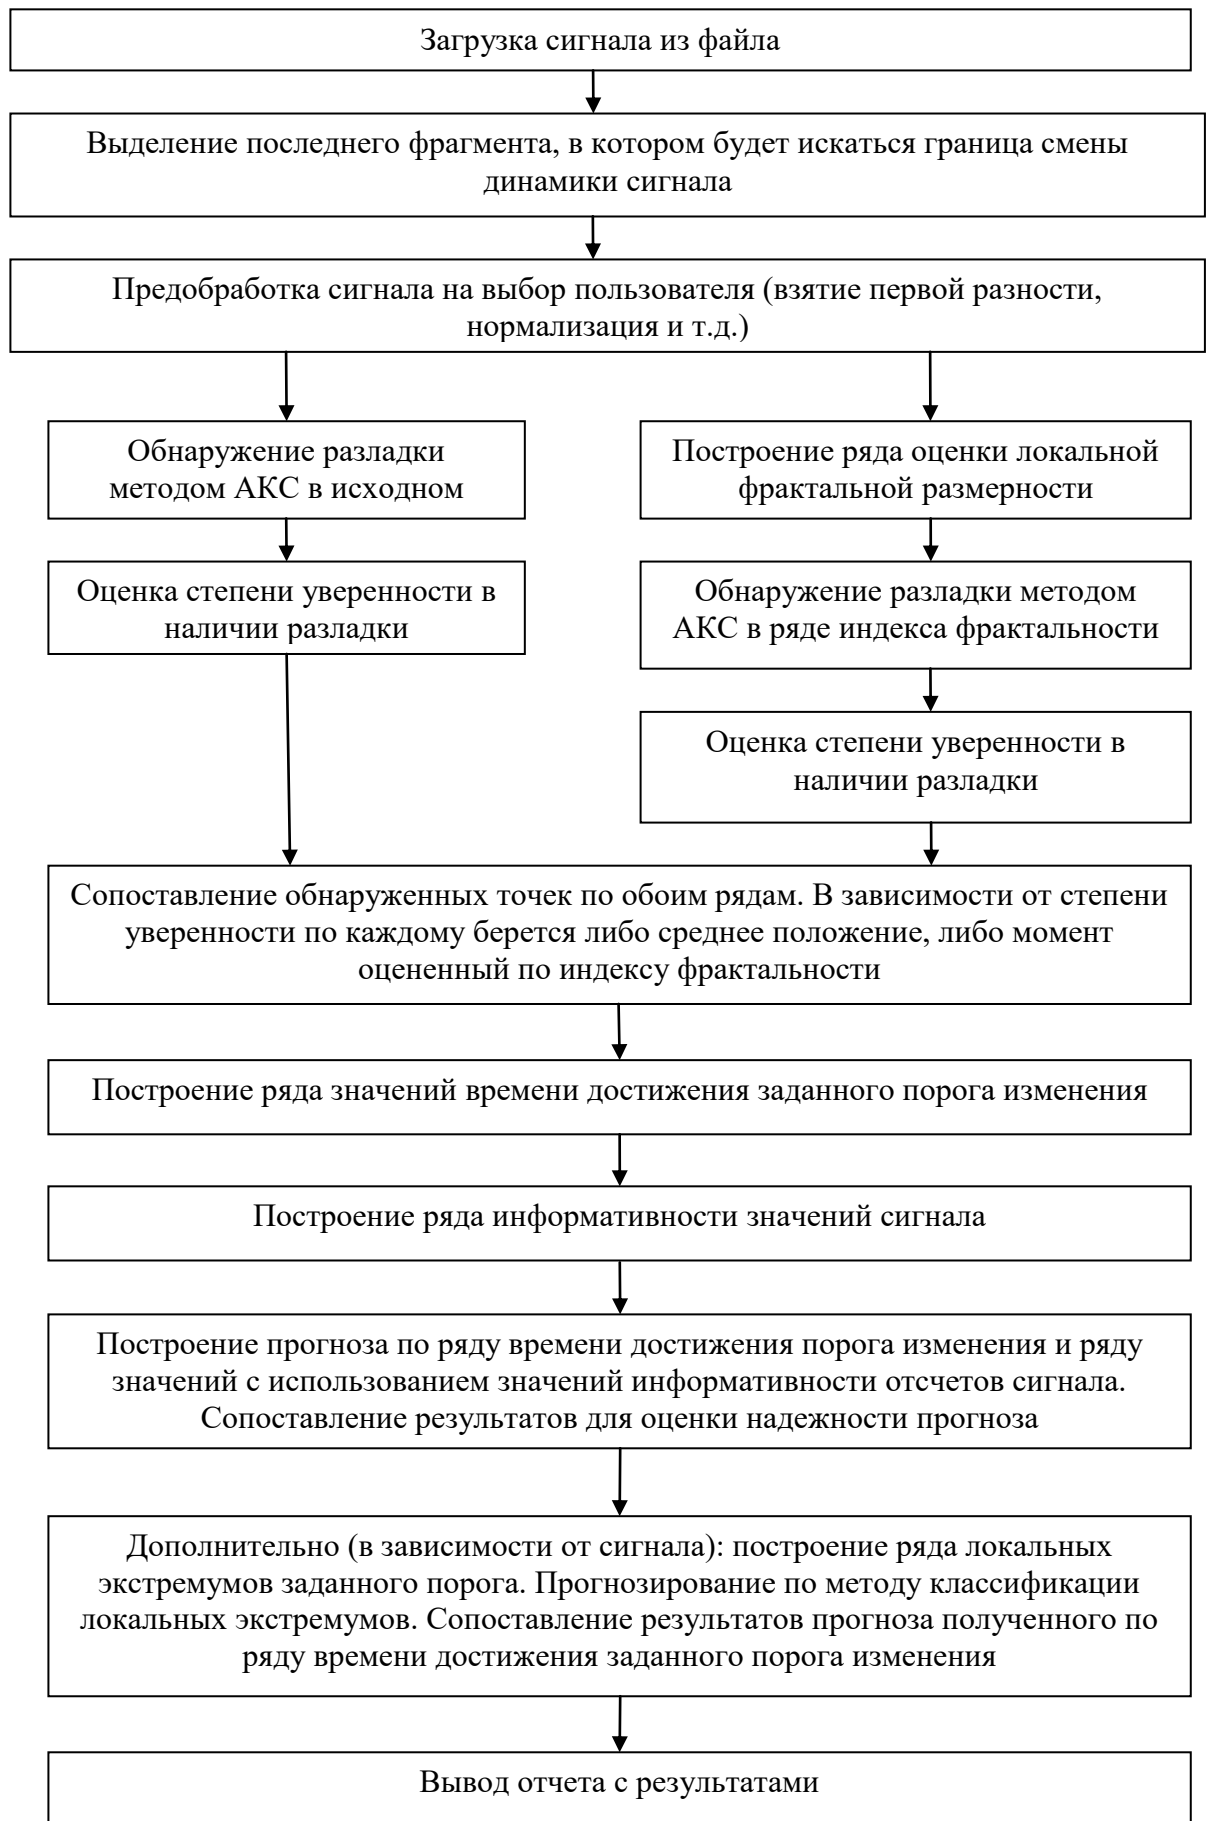 Загрузка сигнала из файла
Выделение последнего фрагмента, в котором будет искаться граница смены
динамики сигнала
Предобработка сигнала на выбор пользователя (взятие первой разности,
нормализация и т.д.)
Обнаружение разладки
методом АКС в исходном
Оценка степени уверенности в
наличии разладки
Построение ряда оценки локальной
фрактальной размерности
Обнаружение разладки методом
АКС в ряде индекса фрактальности
Оценка степени уверенности в
наличии разладки
Сопоставление обнаруженных точек по обоим рядам. В зависимости от степени
уверенности по каждому берется либо среднее положение, либо момент
оцененный по индексу фрактальности
Построение ряда значений времени достижения заданного порога изменения
Построение ряда информативности значений сигнала
Построение прогноза по ряду времени достижения порога изменения и ряду
значений с использованием значений информативности отсчетов сигнала.
Сопоставление результатов для оценки надежности прогноза
Дополнительно (в зависимости от сигнала): построение ряда локальных
экстремумов заданного порога. Прогнозирование по методу классификации
локальных экстремумов. Сопоставление результатов прогноза полученного по
ряду времени достижения заданного порога изменения
Вывод отчета с результатами